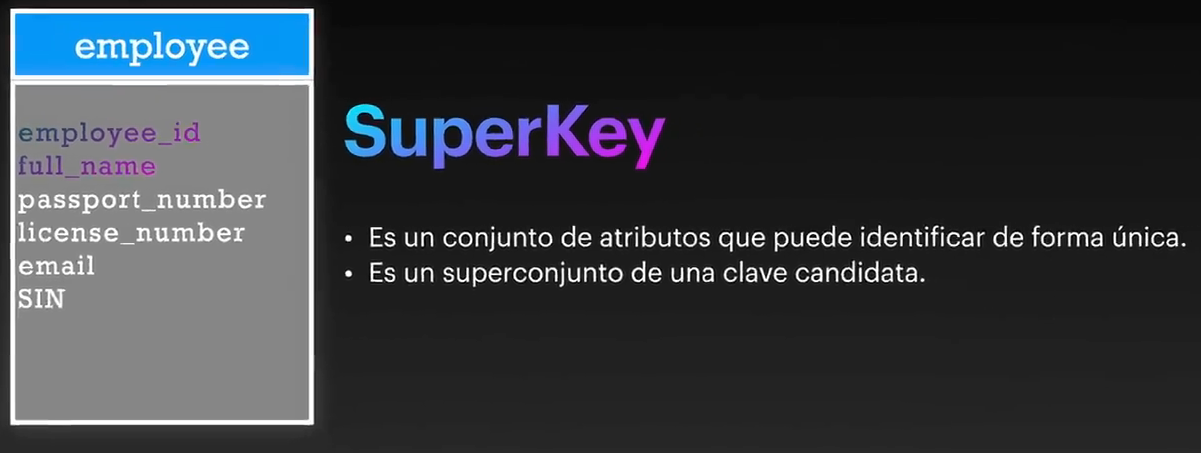 employee
employee_id
full_name
passport_number
license_number
email
SIN
SuperKey
• Es un conjunto de atributos que puede identificar de forma única.
• Es un superconjunto de una clave candidata.